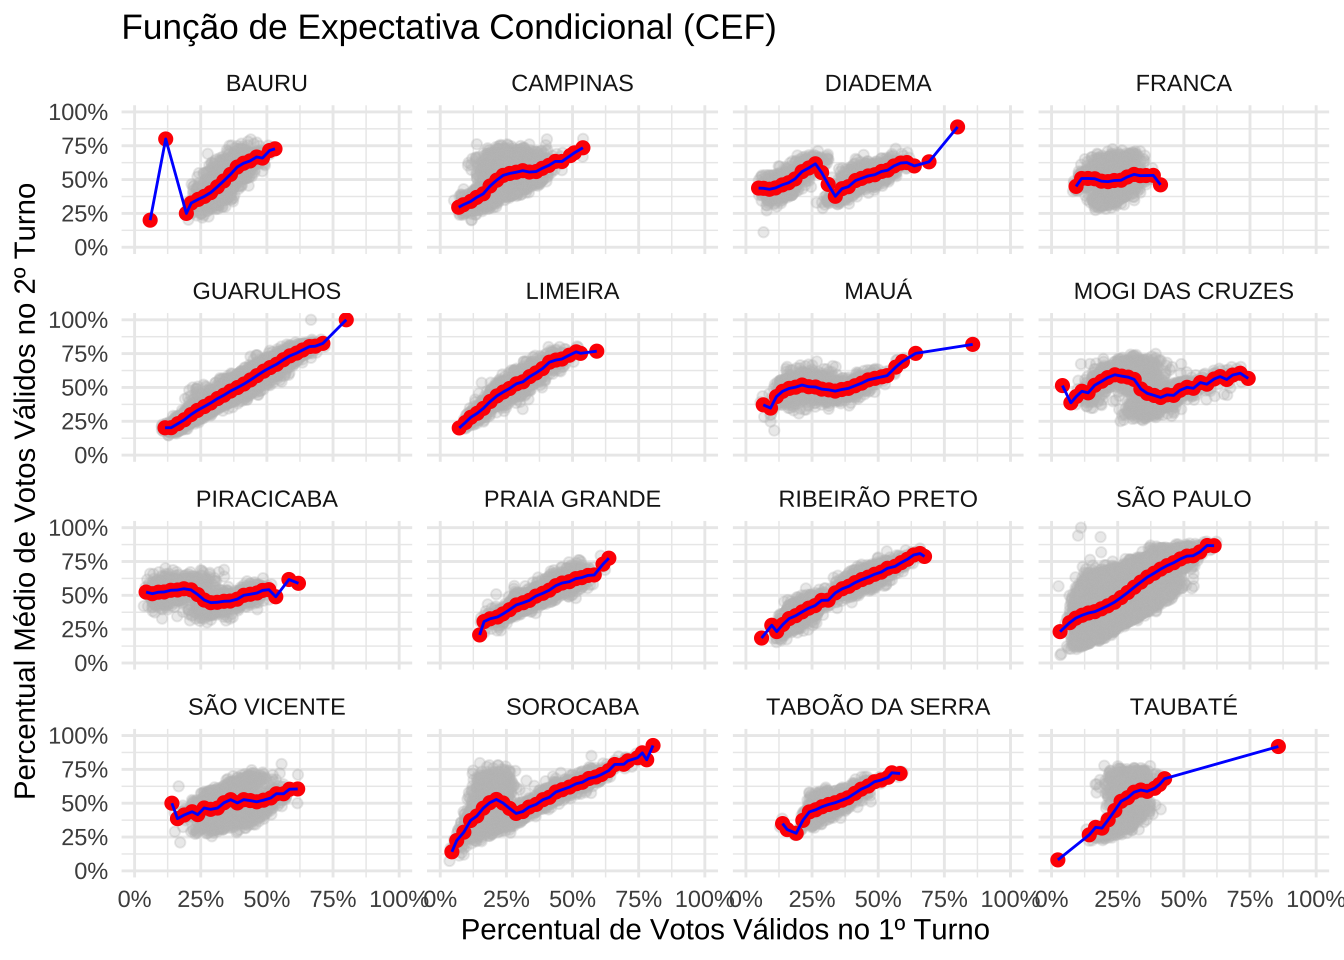 Função de Expectativa Condicional (CEF)
BAURU CAMPINAS DIADEMA FRANCA
100%
75%
50%
25%
0%
GUARULHOS LIMEIRA MAUÁ MOGI DAS CRUZES
100%
75%
50%
25%
0%
PIRACICABA PRAIA GRANDE RIBEIRÃO PRETO SÃO PAULO
100%
75%
50%
25%
0%
SÃO VICENTE SOROCABA TABOÃO DA SERRA TAUBATÉ
100%
75%
50%
25%
0%
0% 25% 50% 75% 100% 0% 25% 50% 75% 100% 0% 25% 50% 75% 100% 0% 25% 50% 75% 100%
Percentual de Votos Válidos no 1º Turno
Percentual Médio de Votos Válidos no 2º Turno